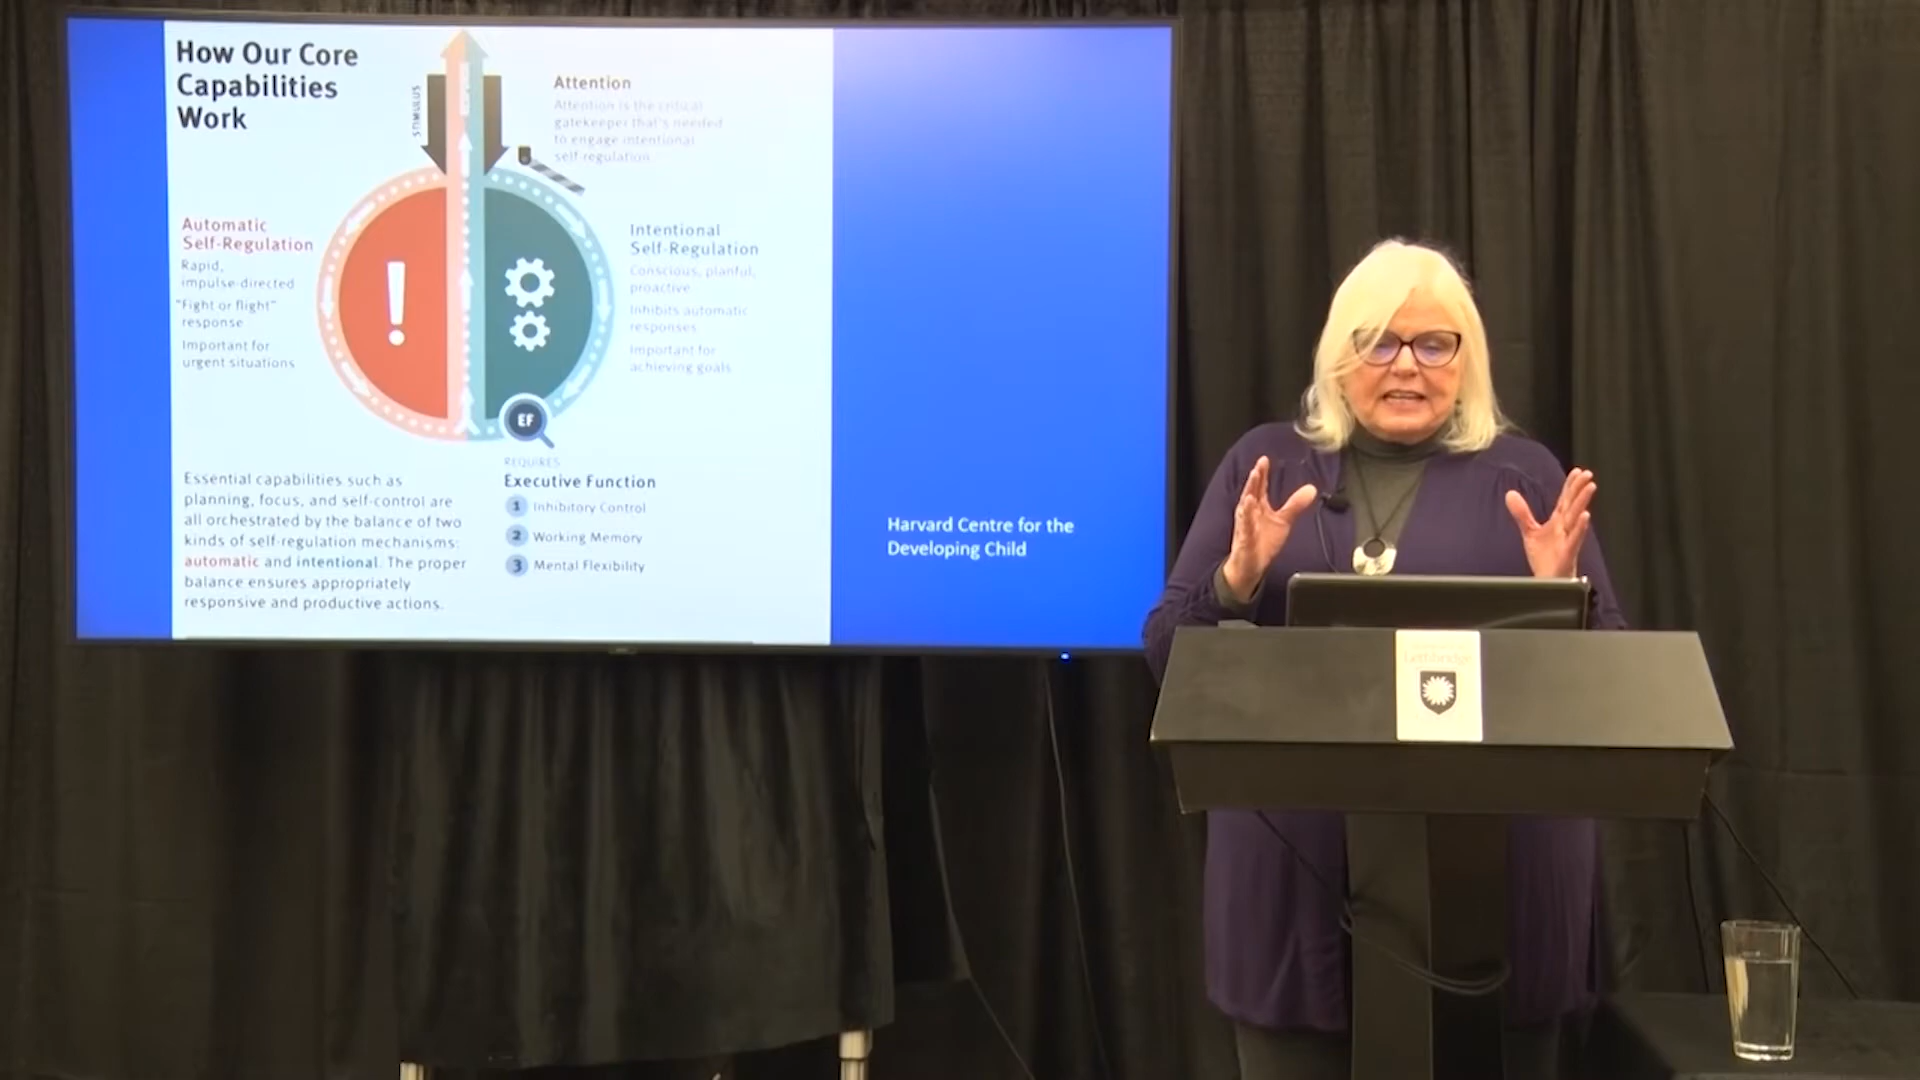 How Our Core
Capabilities
Work
STIMULUS
Attention
Attention is the critical
gatekeeper that's needed
to engage intentional
self-regulation.
Automatic
Self-Regulation
Rapid,
impulse-directed
"Fight or flight"
response
Important for
urgent situations
!
Intentional
Self-Regulation
Conscious, planful,
proactive
Inhibits automatic
responses
Important for
achieving goals
EF
REQUIRES
Executive Function
1 Inhibitory Control
2 Working Memory
3 Mental Flexibility
Essential capabilities such as
planning, focus, and self-control are
all orchestrated by the balance of two
kinds of self-regulation mechanisms:
automatic and intentional. The proper
balance ensures appropriately
responsive and productive actions.
Harvard Centre for the
Developing Child
Lethbridge